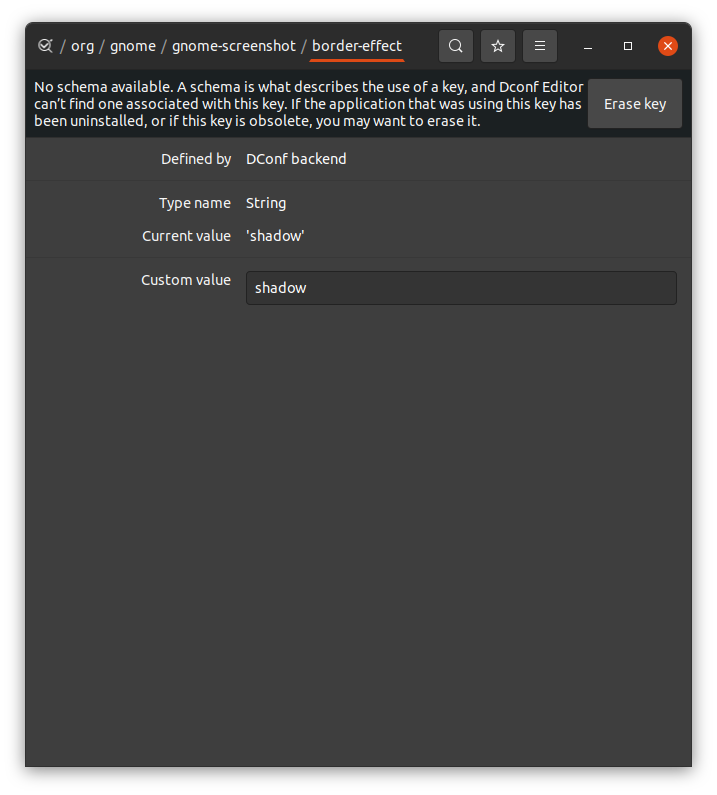 / org / gnome / gnome-screenshot / border-effect
No schema available. A schema is what describes the use of a key, and Dconf Editor
can’t find one associated with this key. If the application that was using this key has
been uninstalled, or if this key is obsolete, you may want to erase it.
Erase key
Defined by DConf backend
Type name String
Current value 'shadow'
Custom value shadow